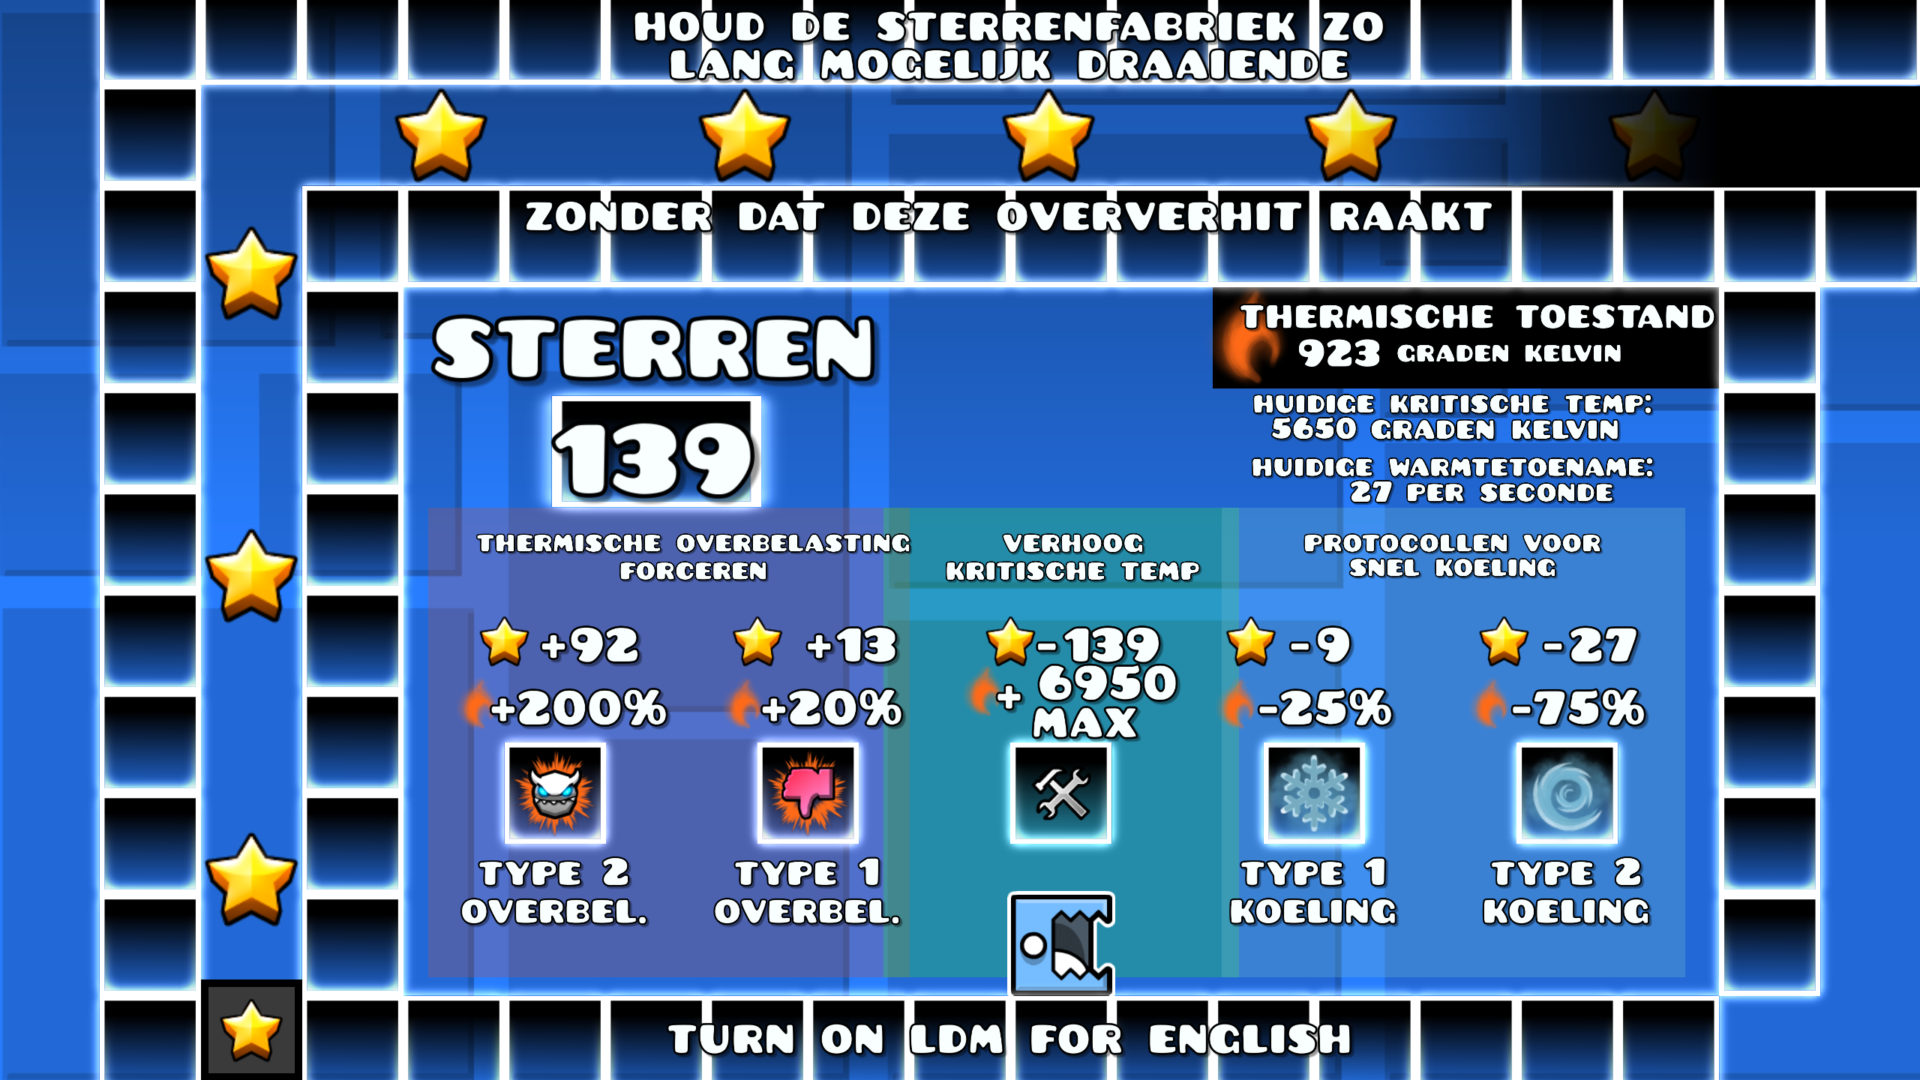 HOUD DE STERRENFABRIEK ZO
LANG MOGELIJK DRAAIENDE
ZONDER DAT DEZE OVERVERHIT RAAKT
STERREN
139
THERMISCHE TOESTAND
923 GRADEN KELVIN
HUIDIGE KRITISCHE TEMP:
5650 GRADEN KELVIN
HUIDIGE WARMTETOENAME:
27 PER SECONDE
THERMISCHE OVERBELASTING
FORCEREN
+92
+200%
TYPE 2
OVERBEL.
+13
+20%
TYPE 1
OVERBEL.
VERHOOG
KRITISCHE TEMP
-139
+ 6950
MAX
PROTOCOLLEN VOOR
SNEL KOELING
-9
-25%
TYPE 1
KOELING
-27
-75%
TYPE 2
KOELING
TURN ON LDM FOR ENGLISH